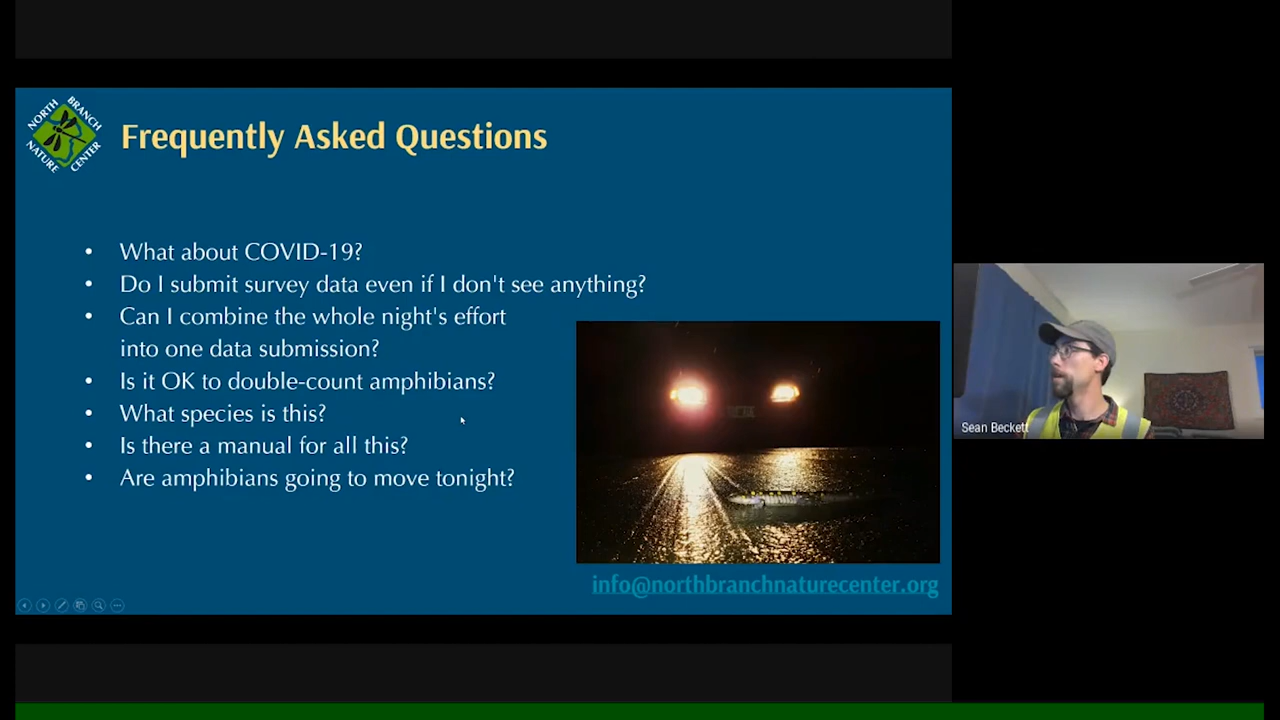 NORTH BRANCH
NATURE CENTER
Frequently Asked Questions
• What about COVID-19?
• Do I submit survey data even if I don't see anything?
• Can I combine the whole night's effort
into one data submission?
• Is it OK to double-count amphibians?
• What species is this?
• Is there a manual for all this?
• Are amphibians going to move tonight?
Sean Beckett
info@northbranchnaturecenter.org